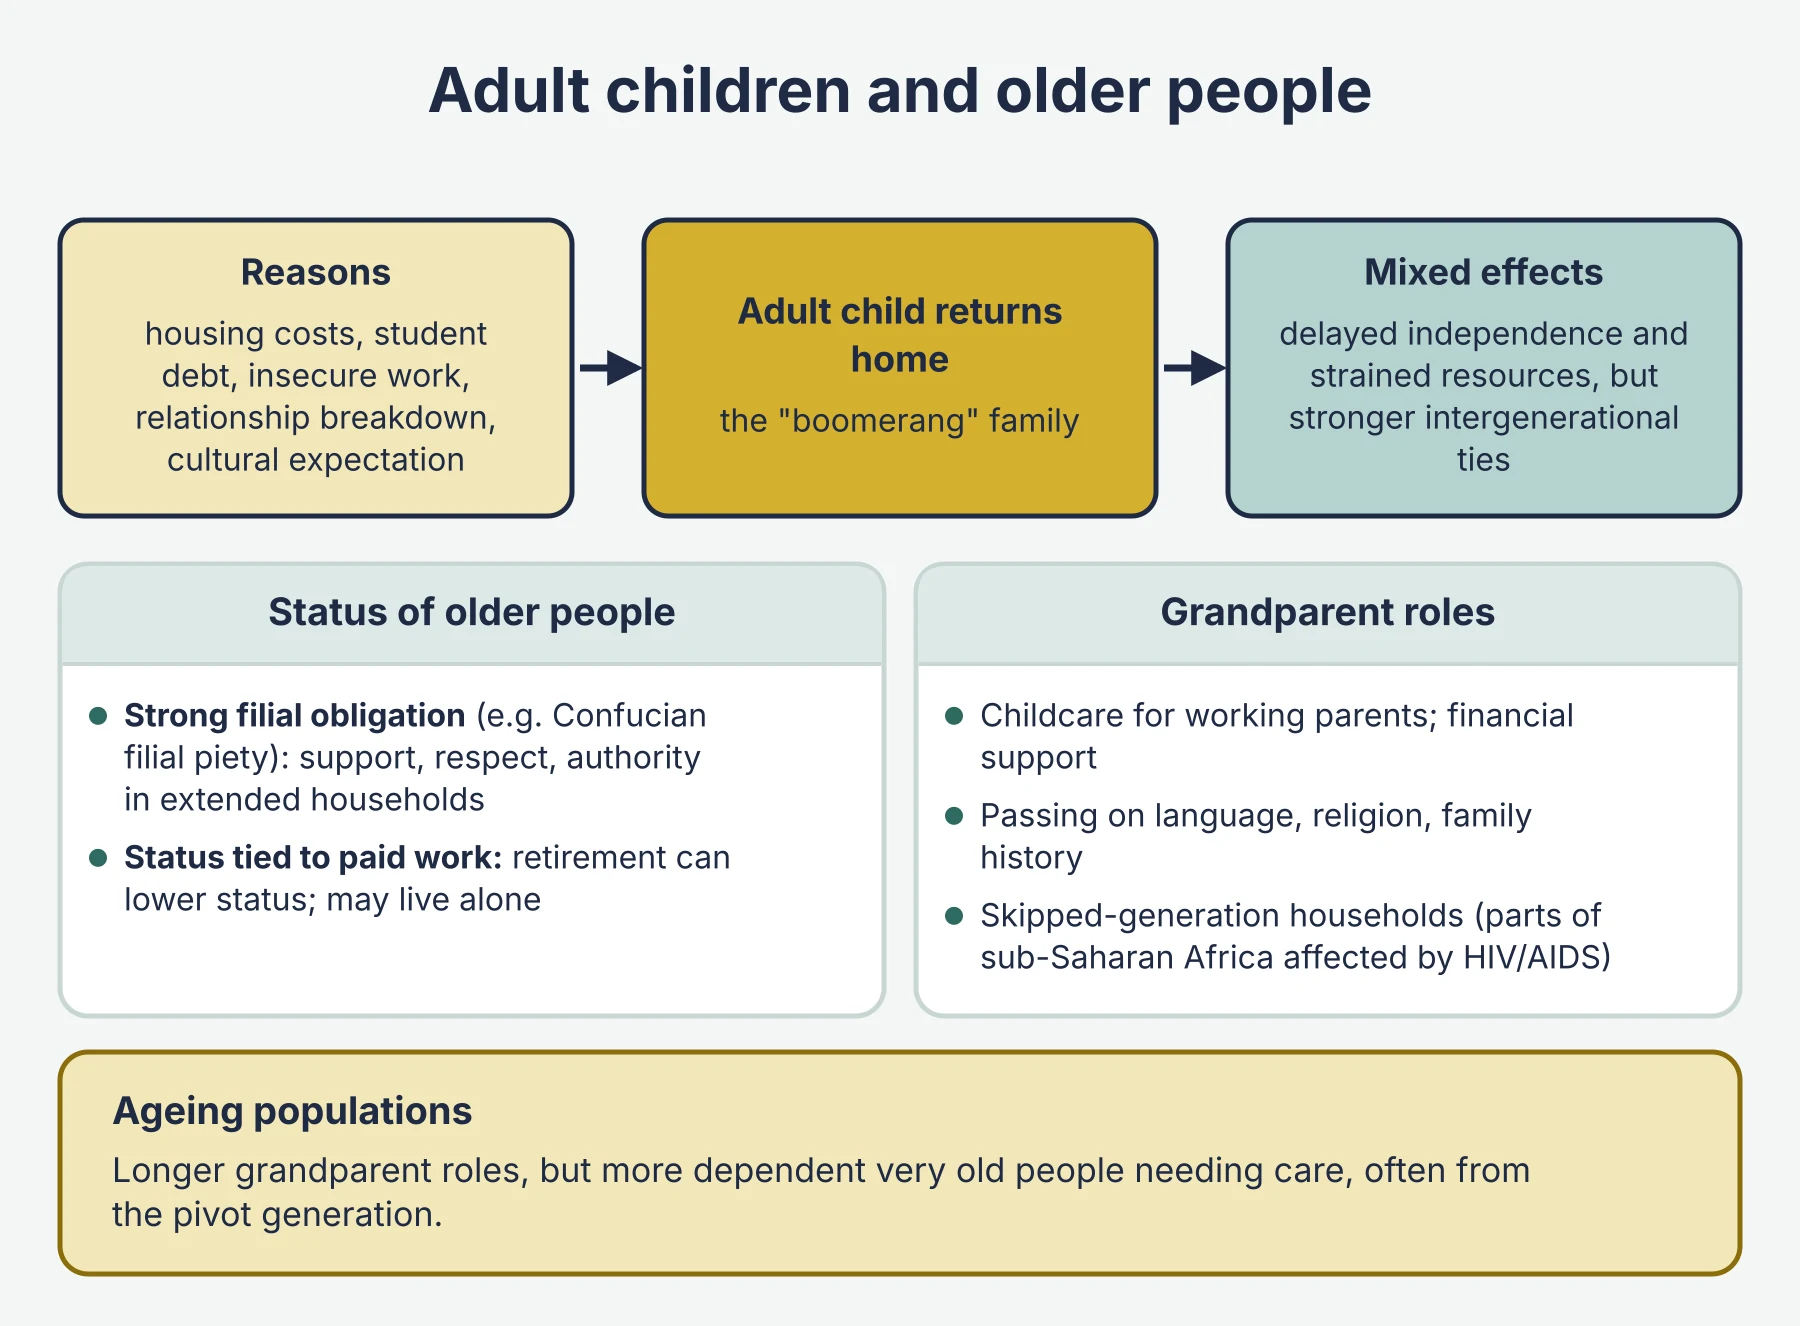 Adult children and older people
Reasons
housing costs, student
debt, insecure work,
relationship breakdown,
cultural expectation
Adult child returns
home
the "boomerang" family
Mixed effects
delayed independence and
strained resources, but
stronger intergenerational
ties
Status of older people
Strong filial obligation (e.g. Confucian
filial piety): support, respect, authority
in extended households
Status tied to paid work: retirement can
lower status; may live alone
Grandparent roles
Childcare for working parents; financial
support
Passing on language, religion, family
history
Skipped-generation households (parts of
sub-Saharan Africa affected by HIV/AIDS)
Ageing populations
Longer grandparent roles, but more dependent very old people needing care, often from
the pivot generation.